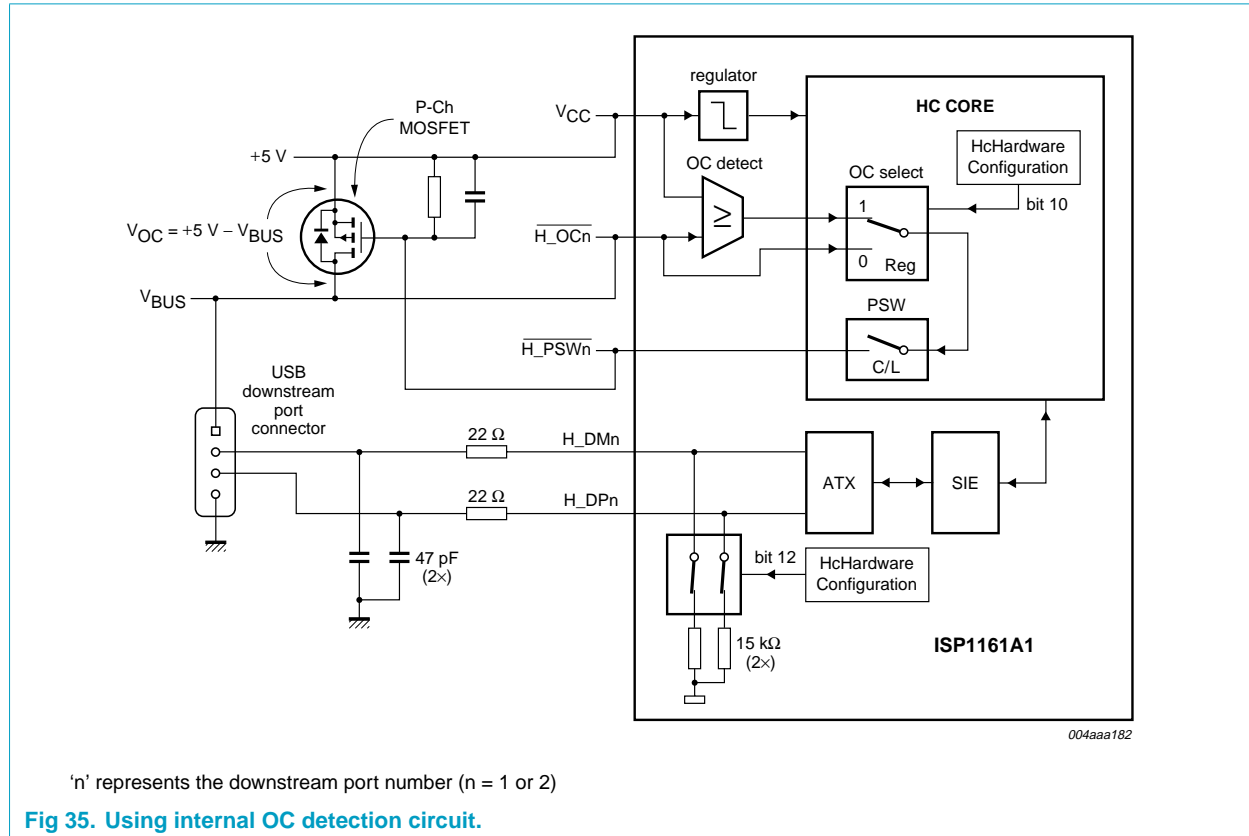 regulator
P-Ch
MOSFET
VCC
HC CORE
+5 V
OC detect
HcHardware
Configuration
OC select
bit 10
1
≥
VOC = +5 V − VBUS
H_OCn
0
Reg
VBUS
PSW
H_PSWn
C/L
USB
downstream
port
connector
22 Ω
H_DMn
ATX
SIE
22 Ω
H_DPn
47 pF
(2×)
bit 12
HcHardware
Configuration
15 kΩ
(2×)
ISP1161A1
004aaa182
'n' represents the downstream port number (n = 1 or 2)
Fig 35. Using internal OC detection circuit.